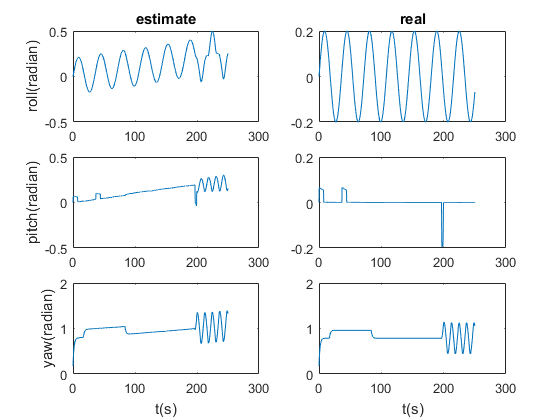 estimate real
0.5 0.2
roll(radian) 0 0
-0.5 -0.2
0 100 200 300 0 100 200 300
0.5 0.2
pitch(radian) 0 0
-0.5 -0.2
0 100 200 300 0 100 200 300
2 2
yaw(radian) 1 1
0 0
0 100 200 300 0 100 200 300
t(s) t(s)